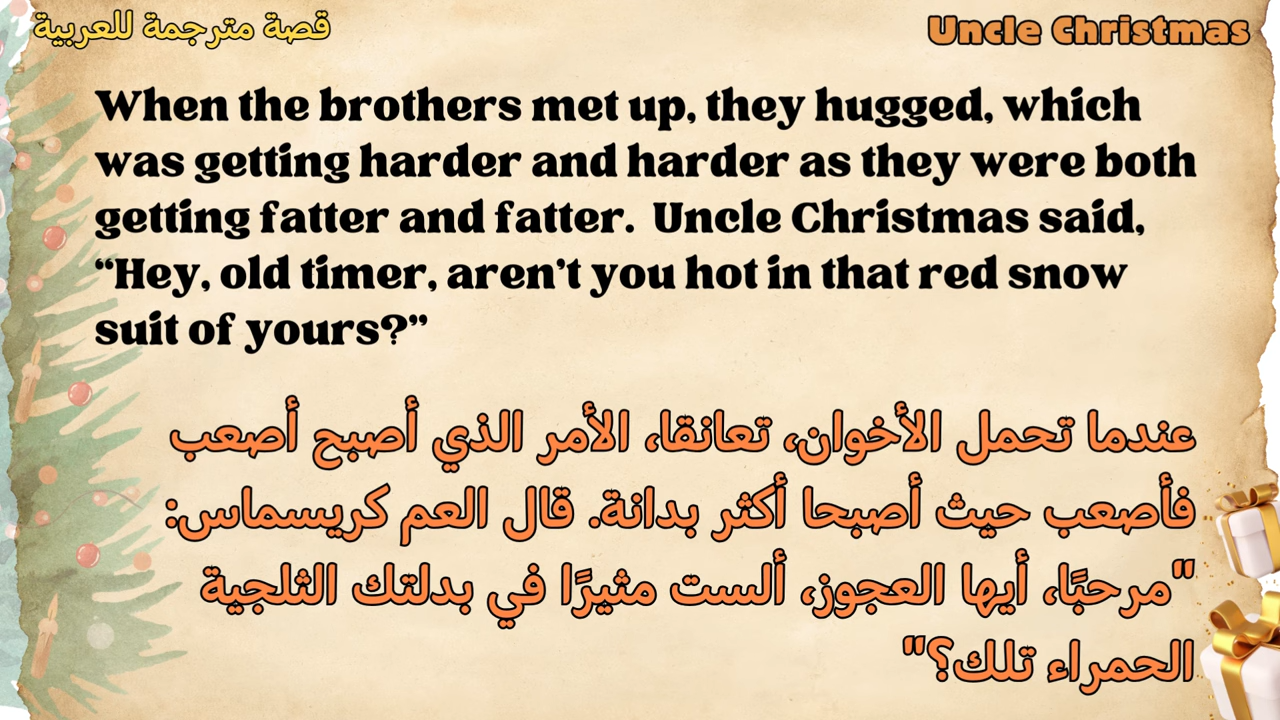 قصة مترجمة للعربية
Uncle Christmas
When the brothers met up, they hugged, which
was getting harder and harder as they were both
getting fatter and fatter.  Uncle Christmas said,
“Hey, old timer, aren’t you hot in that red snow
suit of yours?”
عندما تحمل الأخوان، تعانقا، الأمر الذي أصبح أصعب
فأصعب حيث أصبحا أكثر بدانة. قال العم كريسماس:
"مرحبًا، أيها العجوز، ألست مثيرًا في بدلتك الثلجية
الحمراء تلك؟"